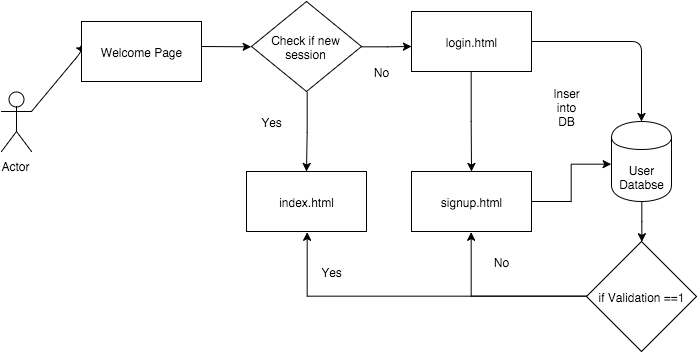 Welcome Page
Check if new
session
login.html
No
Inser
into
DB
Yes
Actor
User
Databse
index.html
signup.html
Yes
No
if Validation ==1